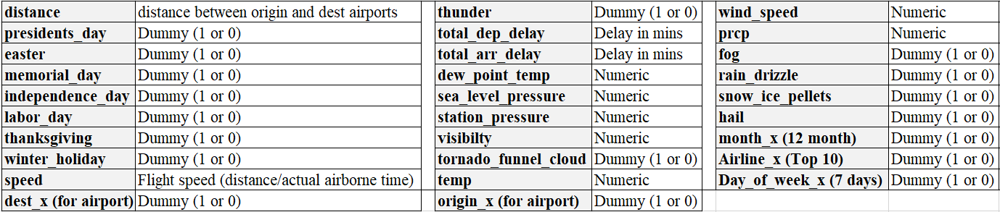 distance distance between origin and dest airports thunder Dummy (1 or 0) wind_speed Numeric
presidents_day Dummy (1 or 0) total_dep_delay Delay in mins prcp Numeric
easter Dummy (1 or 0) total_arr_delay Delay in mins fog Dummy (1 or 0)
memorial_day Dummy (1 or 0) dew_point_temp Numeric rain_drizzle Dummy (1 or 0)
independence_day Dummy (1 or 0) sea_level_pressure Numeric snow_ice_pellets Dummy (1 or 0)
labor_day Dummy (1 or 0) station_pressure Numeric hail Dummy (1 or 0)
thanksgiving Dummy (1 or 0) visibilty Numeric month_x (12 month) Dummy (1 or 0)
winter_holiday Dummy (1 or 0) tornado_funnel_cloud Dummy (1 or 0) Airline_x (Top 10) Dummy (1 or 0)
speed Flight speed (distance/actual airborne time) temp Numeric Day_of_week_x (7 days) Dummy (1 or 0)
dest_x (for airport) Dummy (1 or 0) origin_x (for airport) Dummy (1 or 0)